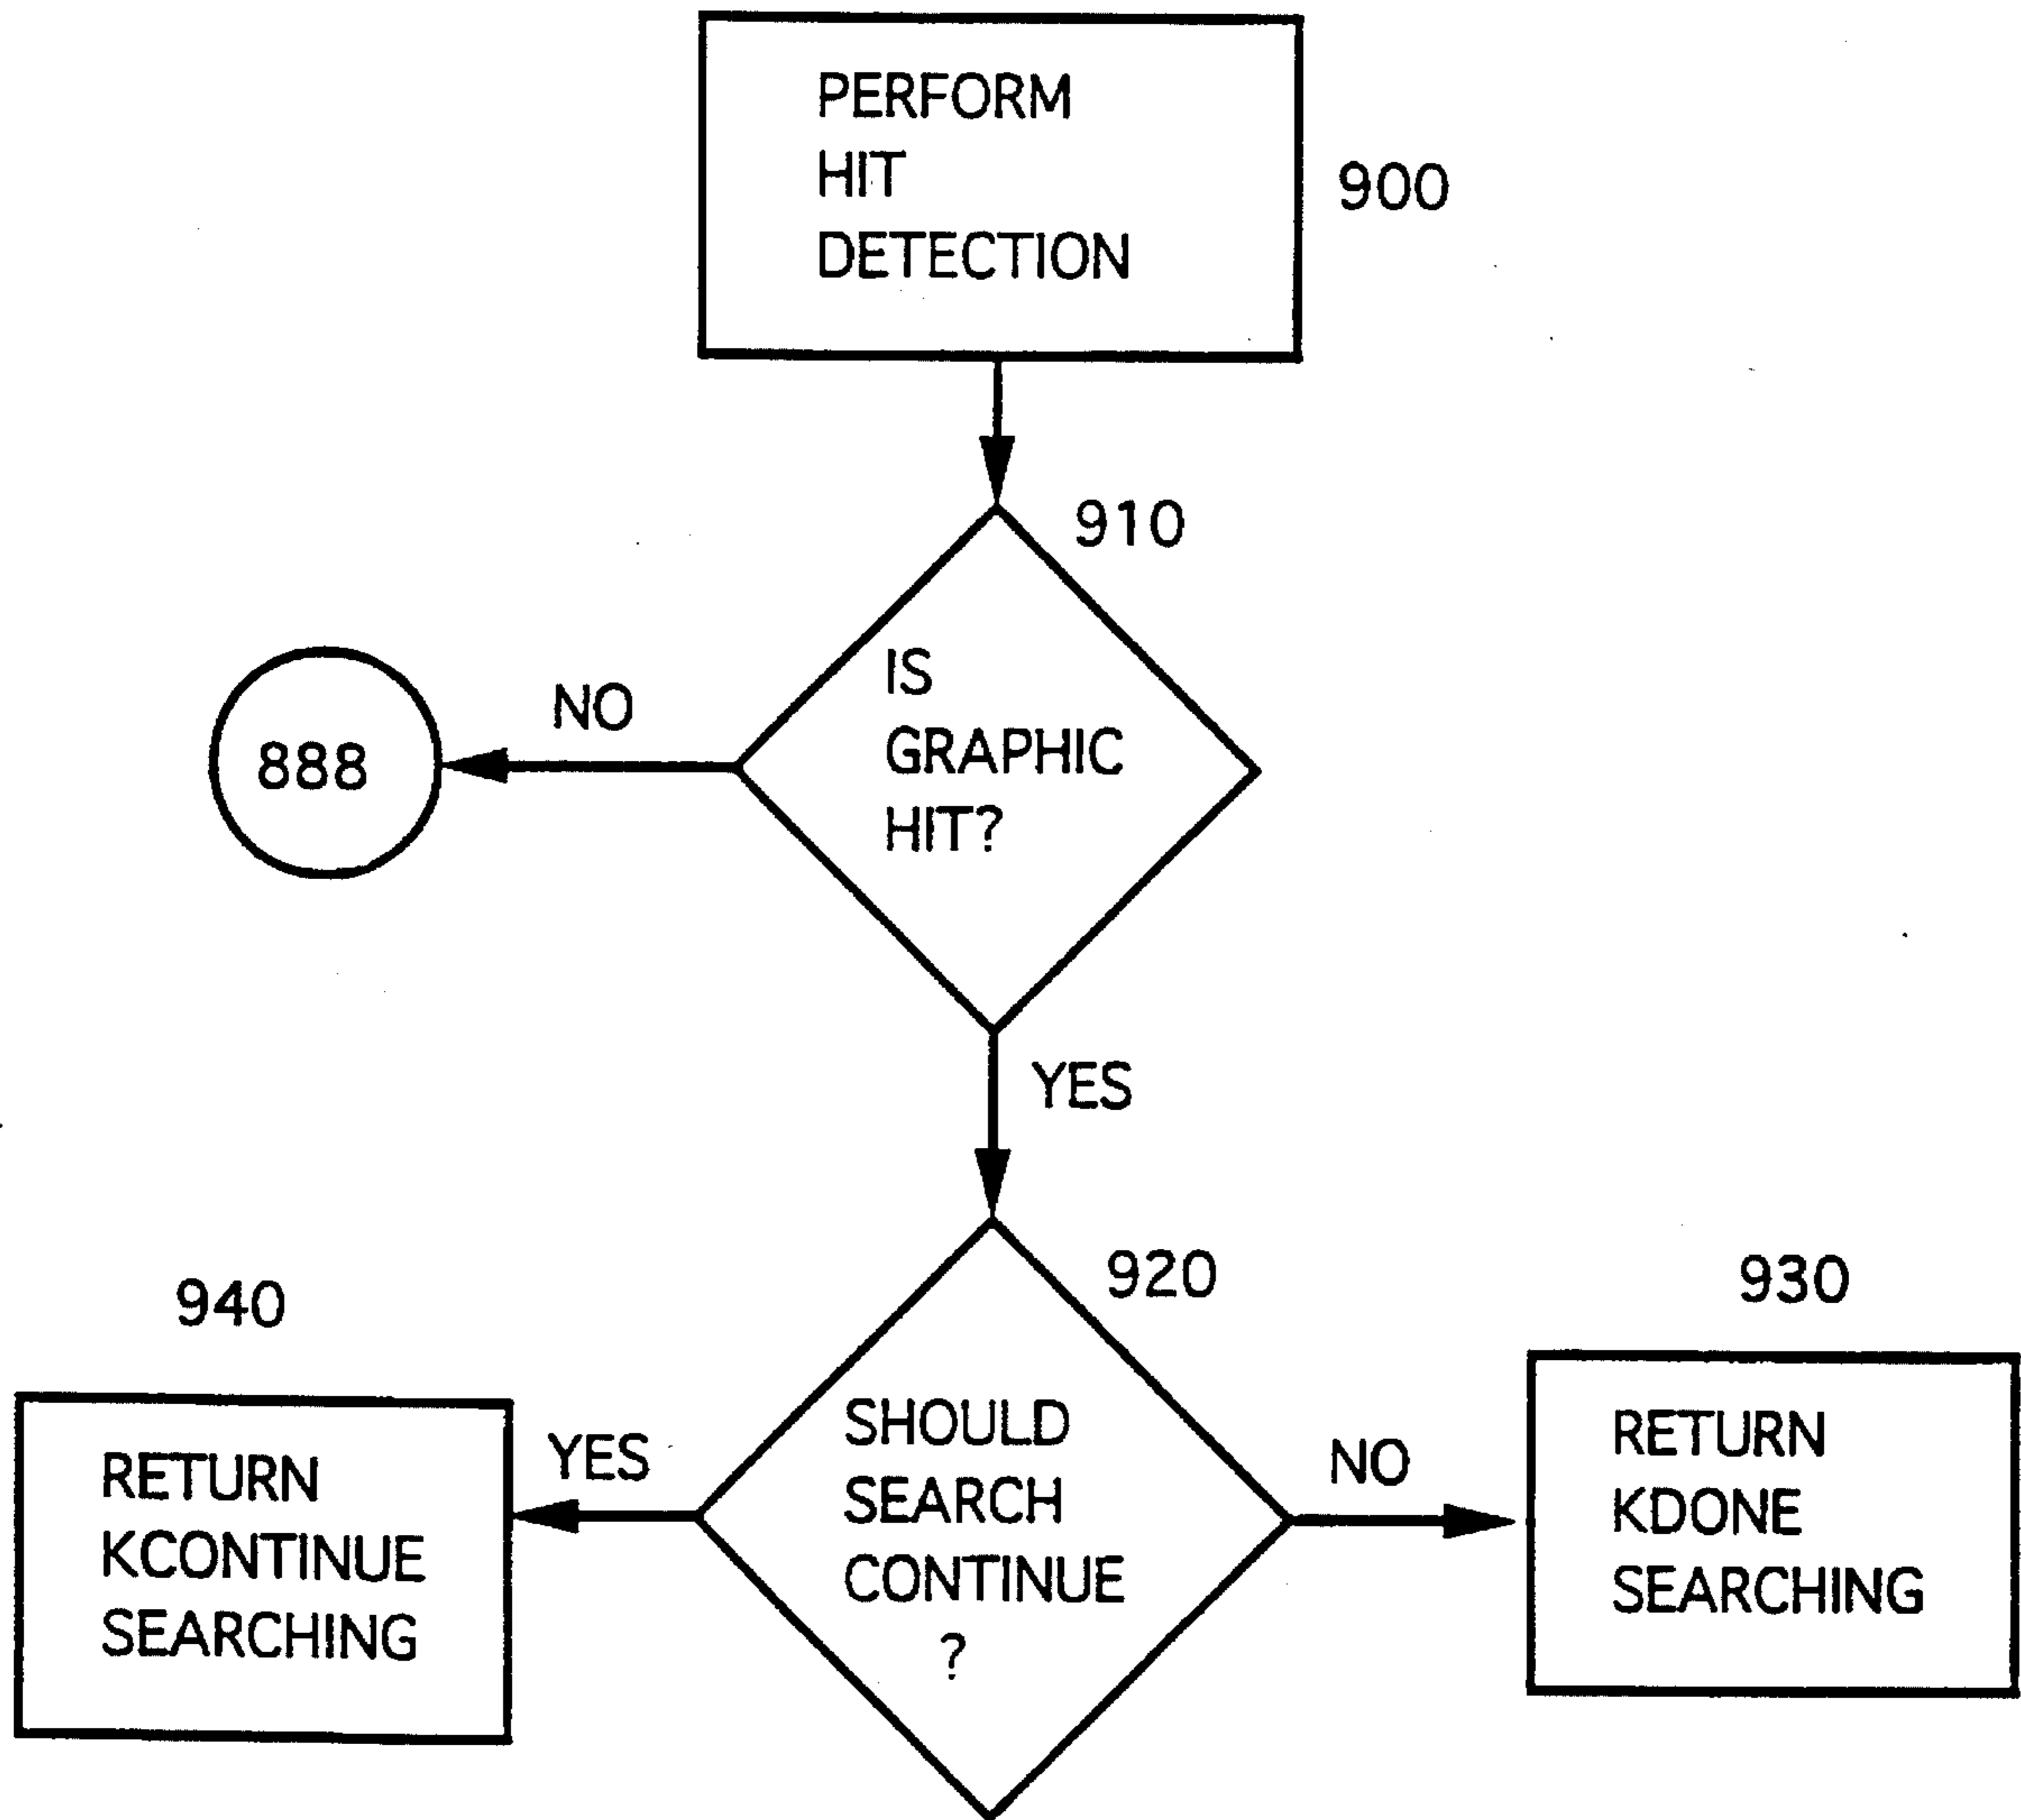 PERFORM
HIT
DETECTION
900
910
IS
GRAPHIC
HIT?
NO
888
YES
920
SHOULD
SEARCH
CONTINUE
?
YES
940
RETURN
KCONTINUE
SEARCHING
NO
930
RETURN
KDONE
SEARCHING